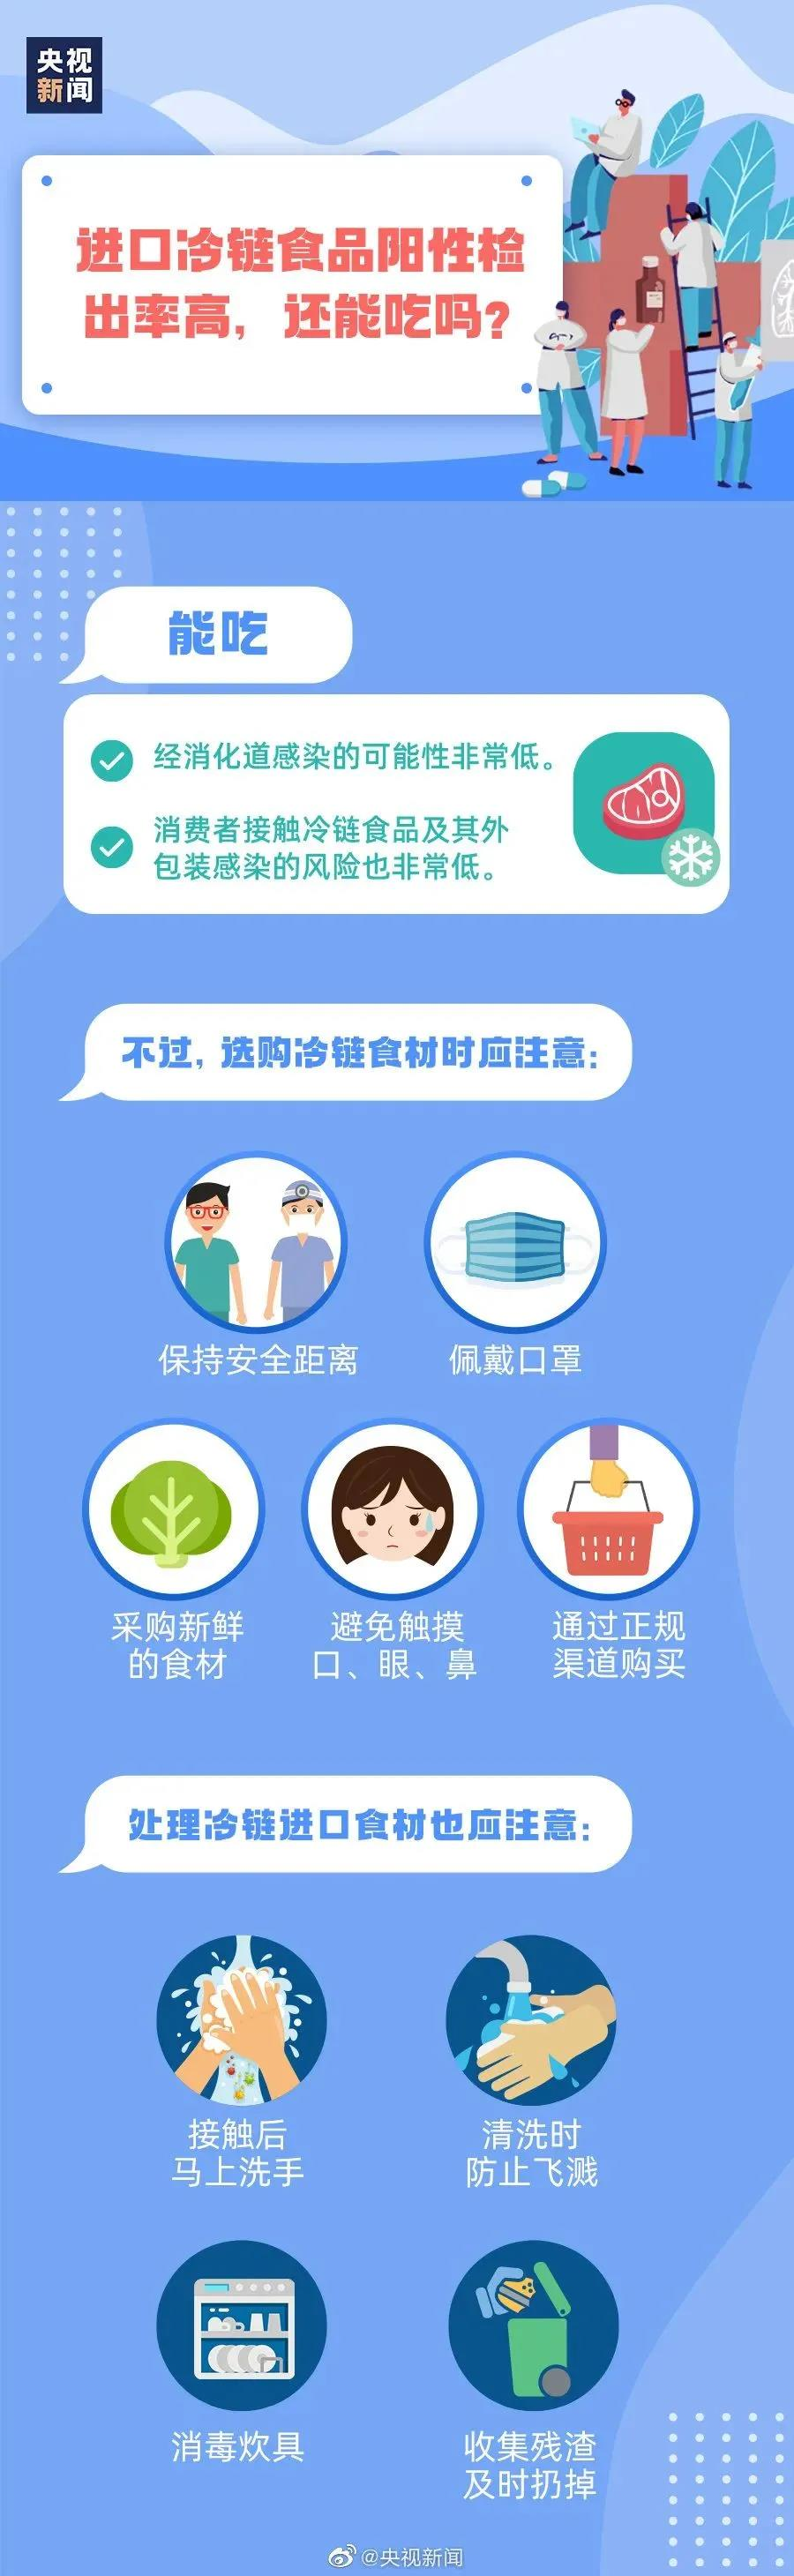 央视
新闻
进口冷链食品阳性检
出率高，还能吃吗？
能吃
经消化道感染的可能性非常低。
消费者接触冷链食品及其外
包装感染的风险也非常低。
不过，选购冷链食材时应注意：
保持安全距离
佩戴口罩
采购新鲜
的食材
避免触摸
口、眼、鼻
通过正规
渠道购买
处理冷链进口食材也应注意：
接触后
马上洗手
清洗时
防止飞溅
消毒炊具
收集残渣
及时扔掉
@央视新闻